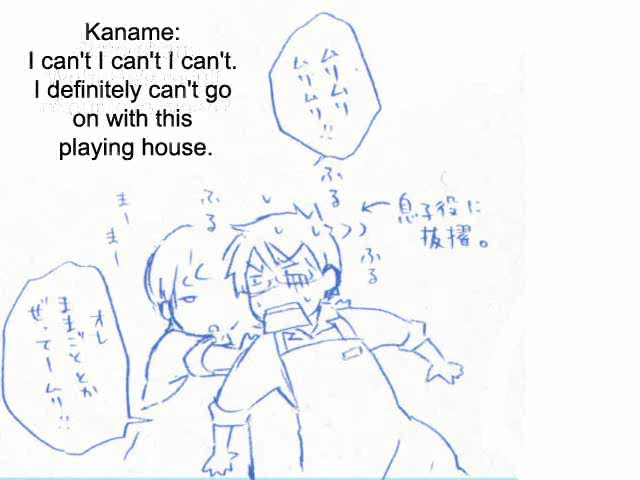 Kaname:
I can't I can't I can't.
I definitely can't go
on with this
playing house.
ムリムリ
ムリムリ!!
ふる
ふる
ふる
←息子役に
抜擢。
まーまー
オレ
ままごととか
ぜってームリ!!